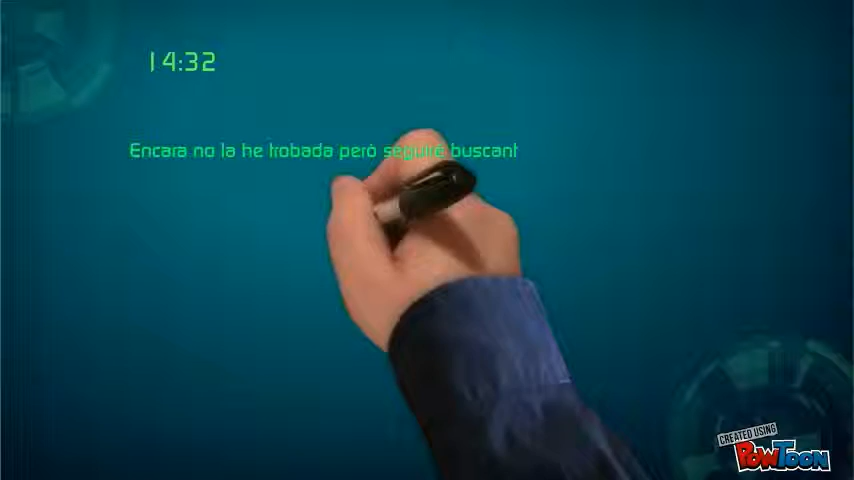 14:32
Encara no la he trobada però seguiré buscant
CREATED USING
POWTOON